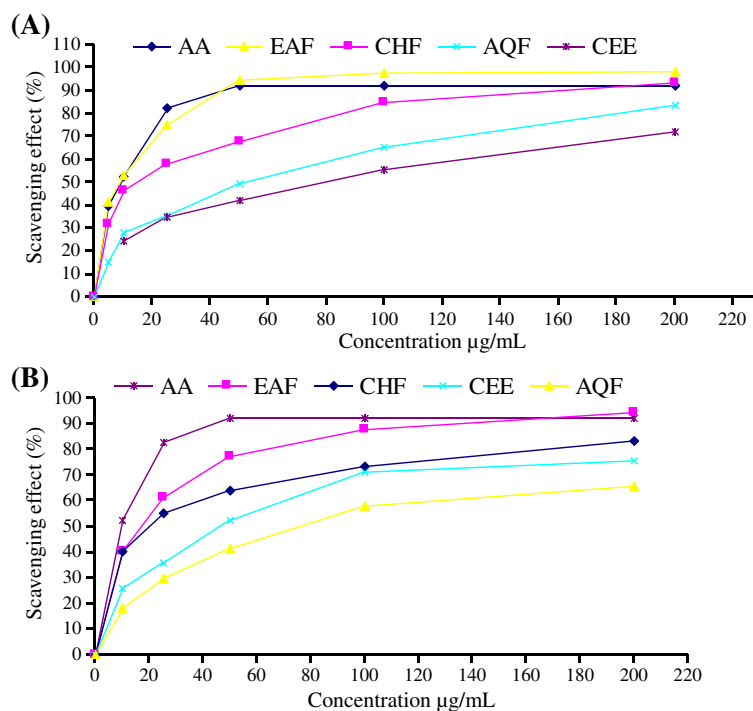 (A)
AA EAF CHF AQF CEE
Scavenging effect (%)
110
100
90
80
70
60
50
40
30
20
10
0
0 20 40 60 80 100 120 140 160 180 200 220
Concentration µg/mL
(B)
AA EAF CHF CEE AQF
Scavenging effect (%)
100
90
80
70
60
50
40
30
20
10
0
0 20 40 60 80 100 120 140 160 180 200 220
Concentration µg/mL